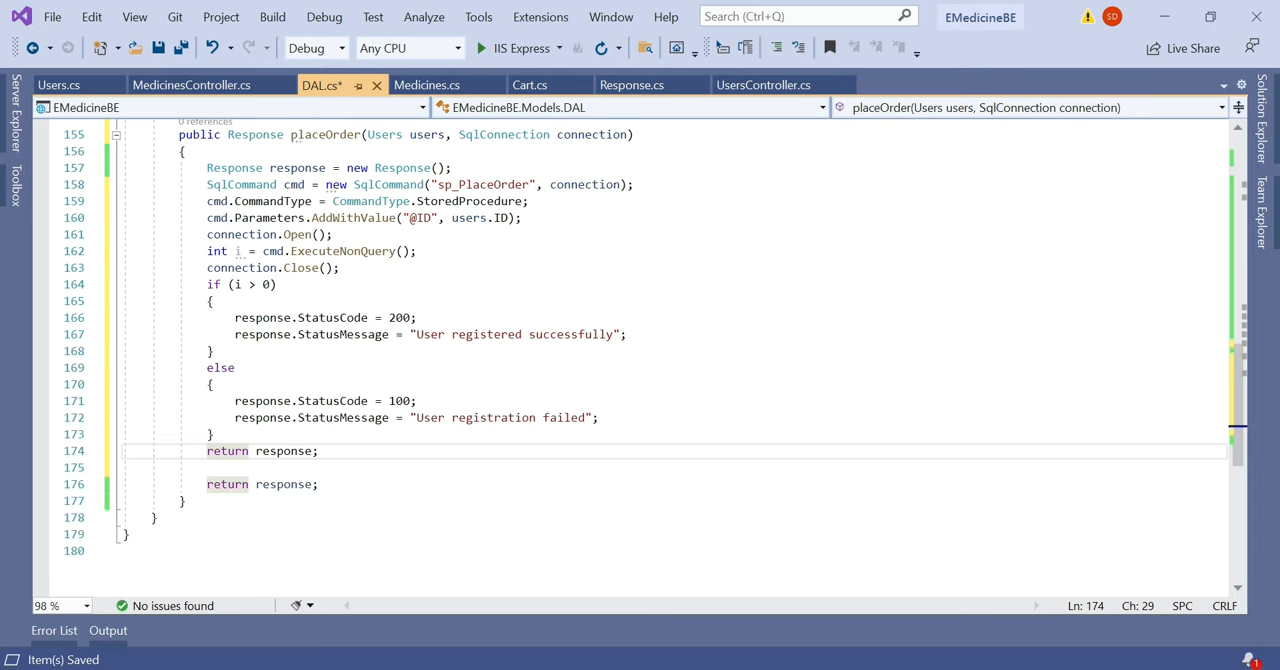 File Edit View Git Project Build Debug Test Analyze Tools Extensions Window Help Search (Ctrl+Q) EMedicineBE SD
Debug Any CPU IIS Express Live Share
Users.cs MedicinesController.cs DAL.cs* Medicines.cs Cart.cs Response.cs UsersController.cs
EMedicineBE EMedicineBE.Models.DAL placeOrder(Users users, SqlConnection connection)
Server Explorer
Toolbox
Solution Explorer
Team Explorer
0 references
155 public Response placeOrder(Users users, SqlConnection connection)
156 {
157 Response response = new Response();
158 SqlCommand cmd = new SqlCommand("sp_PlaceOrder", connection);
159 cmd.CommandType = CommandType.StoredProcedure;
160 cmd.Parameters.AddWithValue("@ID", users.ID);
161 connection.Open();
162 int i = cmd.ExecuteNonQuery();
163 connection.Close();
164 if (i > 0)
165 {
166 response.StatusCode = 200;
167 response.StatusMessage = "User registered successfully";
168 }
169 else
170 {
171 response.StatusCode = 100;
172 response.StatusMessage = "User registration failed";
173 }
174 return response;
175
176 return response;
177 }
178 }
179 }
180
98 % No issues found Ln: 174 Ch: 29 SPC CRLF
Error List Output
Item(s) Saved 1